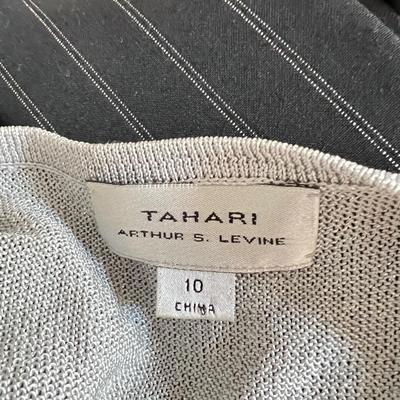 TAHARI
ARTHUR S. LEVINE
10
CHINA